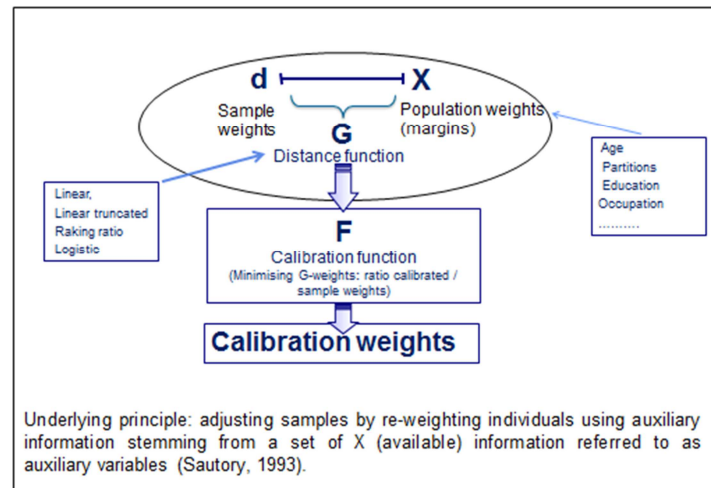 d X
Sample
weights
Population weights
(margins)
G
Distance function
Linear,
Linear truncated
Raking ratio
Logistic
Age
Partitions
Education
Occupation
..........
F
Calibration function
(Minimising G-weights: ratio calibrated /
sample weights)
Calibration weights
Underlying principle: adjusting samples by re-weighting individuals using auxiliary
information stemming from a set of X (available) information referred to as
auxiliary variables (Sautory, 1993).